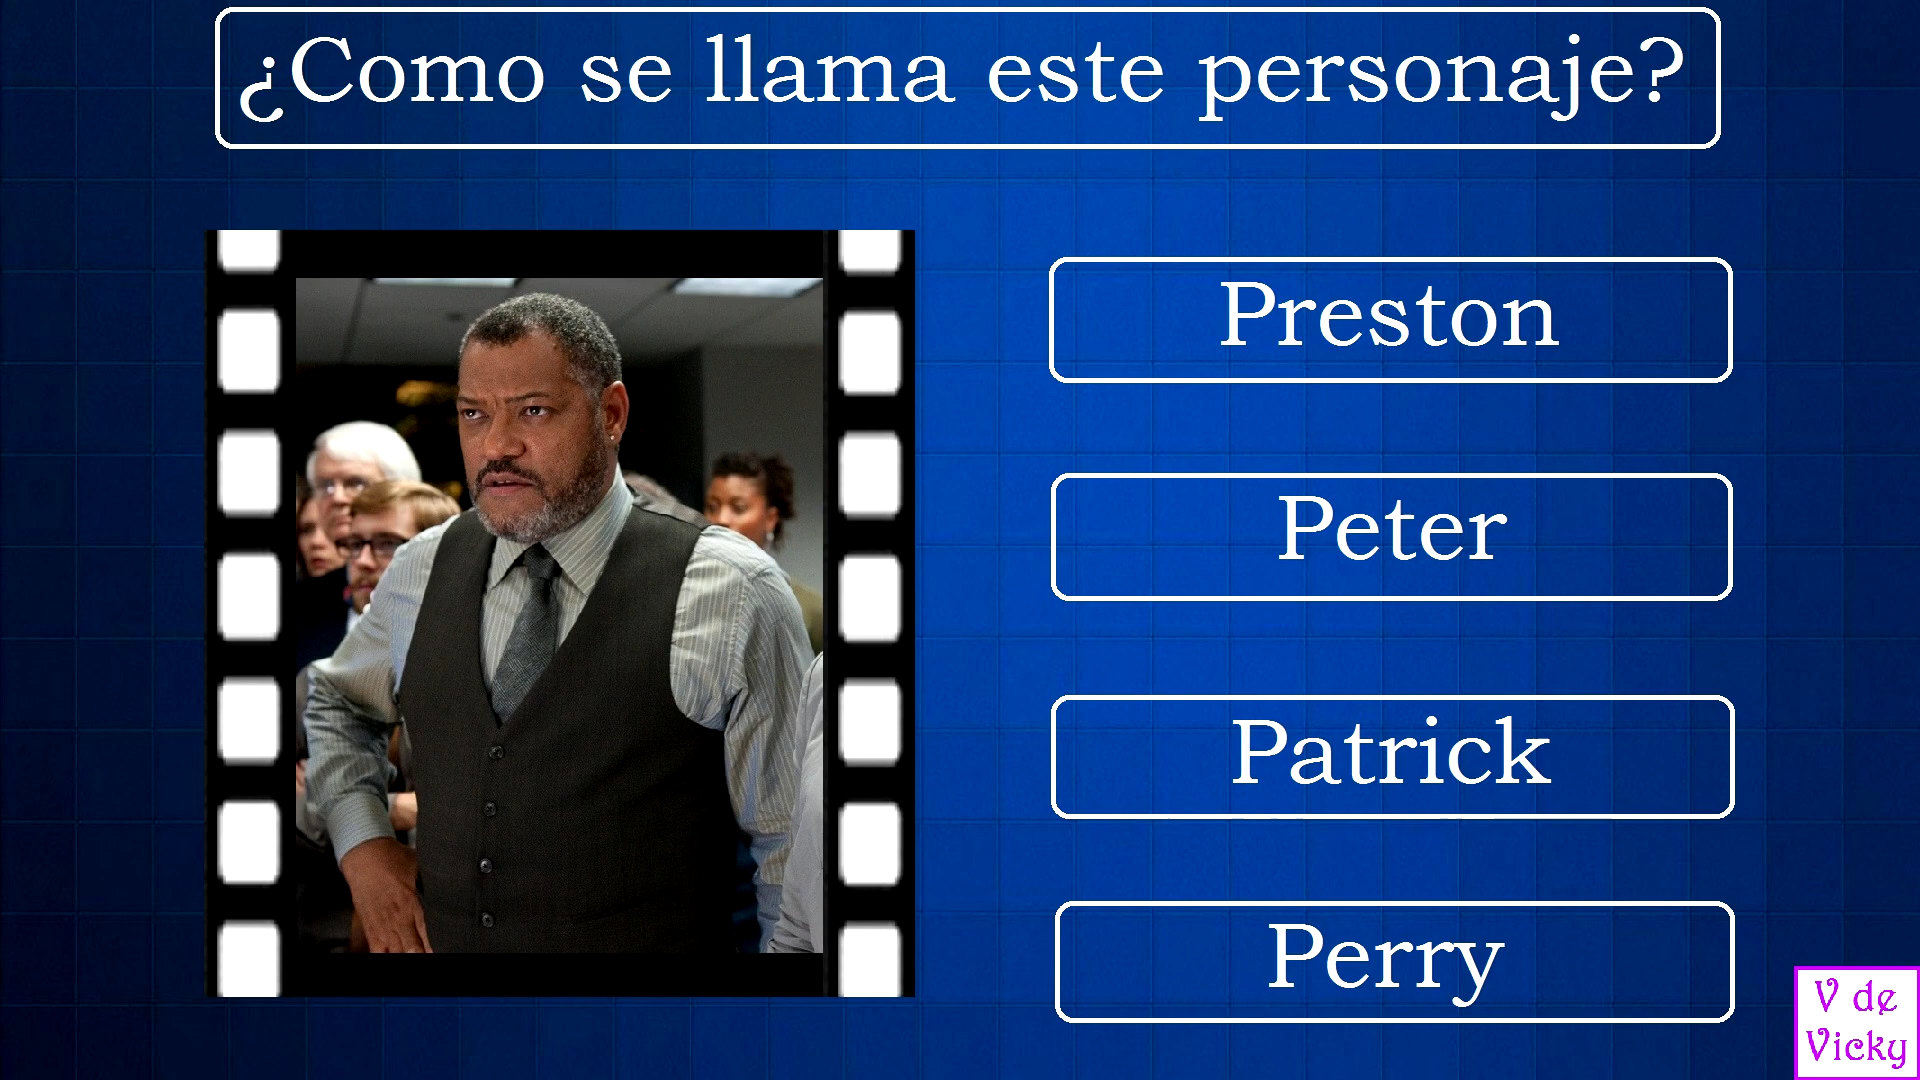 ¿Como se llama este personaje?
Preston
Peter
Patrick
Perry
V de
Vicky